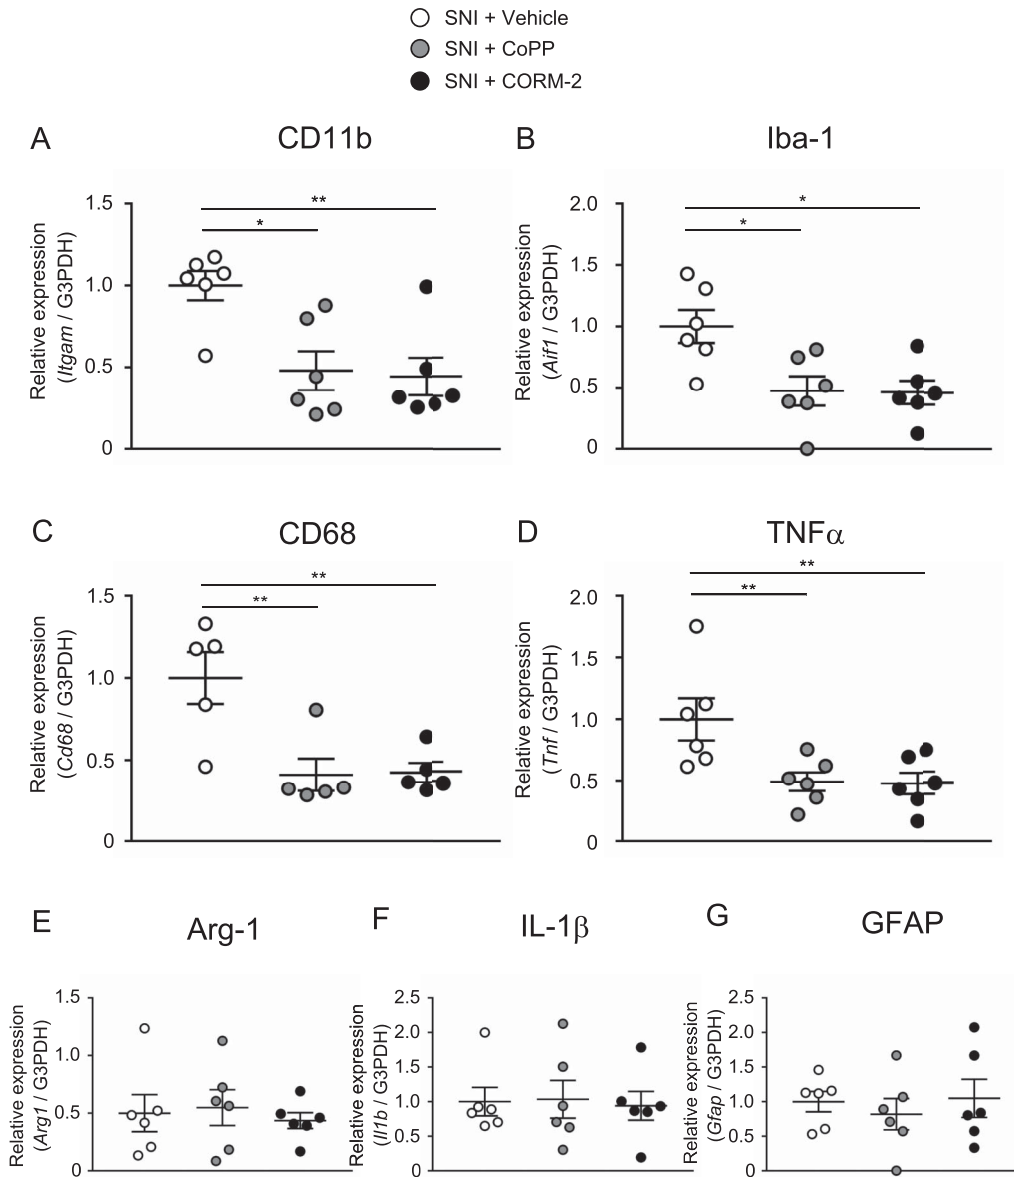 SNI + Vehicle
SNI + CoPP
SNI + CORM-2
A
CD11b
Relative expression
(Itgam / G3PDH)
1.5
1.0
0.5
0
**
*
B
Iba-1
Relative expression
(Aif1 / G3PDH)
2.0
1.5
1.0
0.5
0
*
*
C
CD68
Relative expression
(Cd68 / G3PDH)
1.5
1.0
0.5
0
**
**
D
TNFα
Relative expression
(Tnf / G3PDH)
2.0
1.5
1.0
0.5
0
**
**
E
Arg-1
Relative expression
(Arg1 / G3PDH)
1.5
1.0
0.5
0
F
IL-1β
Relative expression
(Il1b / G3PDH)
2.5
2.0
1.5
1.0
0.5
0
G
GFAP
Relative expression
(Gfap / G3PDH)
2.5
2.0
1.5
1.0
0.5
0